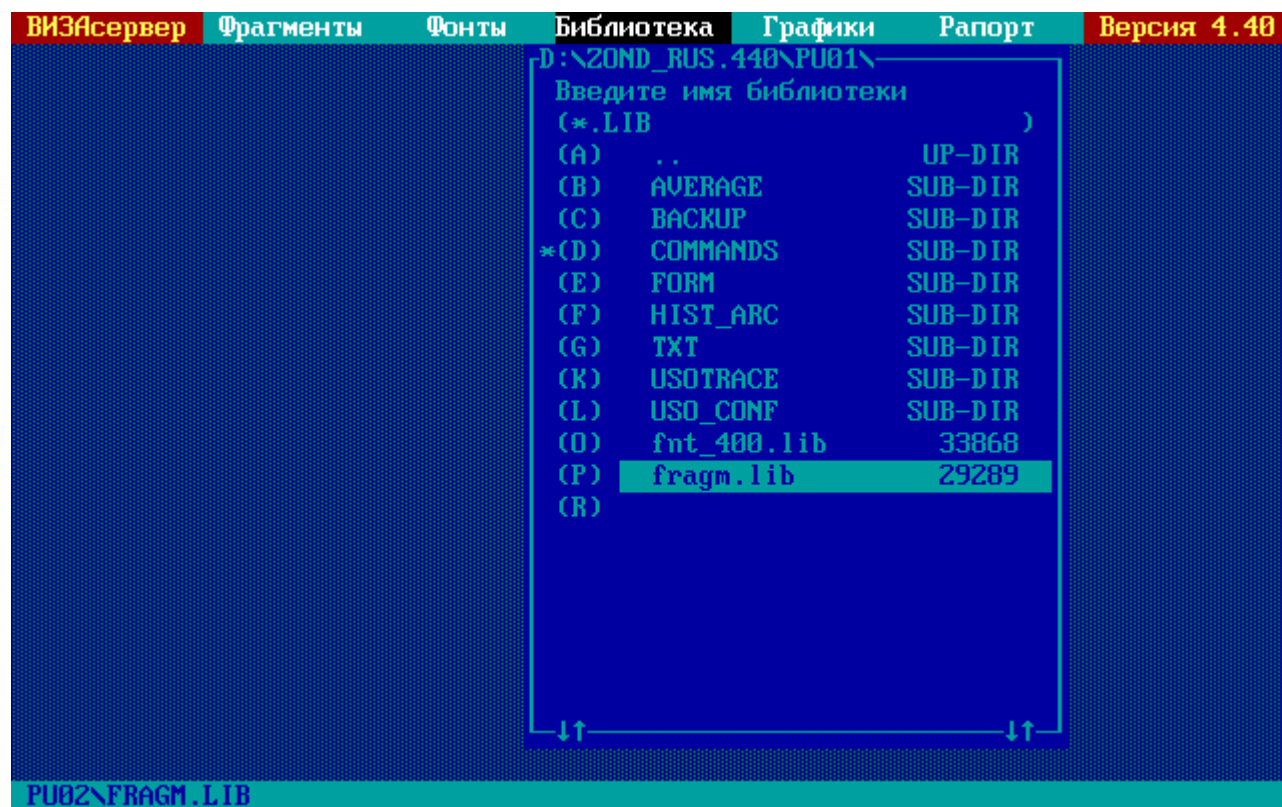 ВИЗАсервер Фрагменты Фонты Библиотека Графики Рапорт Версия 4.40
D:\ZOND_RUS.440\PU01\
Введите имя библиотеки
(*.LIB )
(A) .. UP-DIR
(B) AVERAGE SUB-DIR
(C) BACKUP SUB-DIR
*(D) COMMANDS SUB-DIR
(E) FORM SUB-DIR
(F) HIST_ARC SUB-DIR
(G) TXT SUB-DIR
(K) USOTRACE SUB-DIR
(L) USO_CONF SUB-DIR
(O) fnt_400.lib 33868
(P) fragm.lib 29289
(R)
↓↑ ↓↑
PU02\FRAGM.LIB